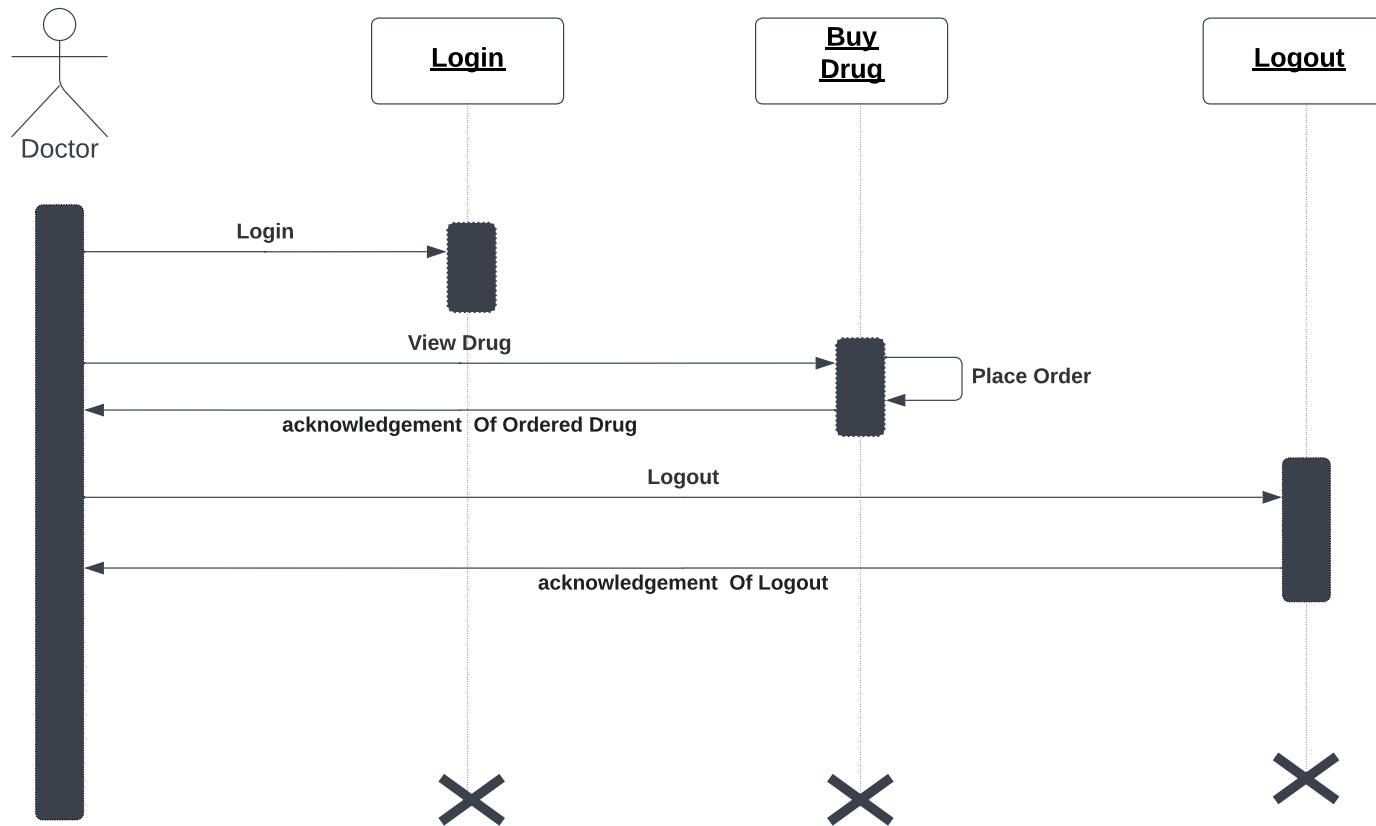 Login
Buy
Drug
Logout
Doctor
Login
View Drug
Place Order
acknowledgement  Of Ordered Drug
Logout
acknowledgement  Of Logout